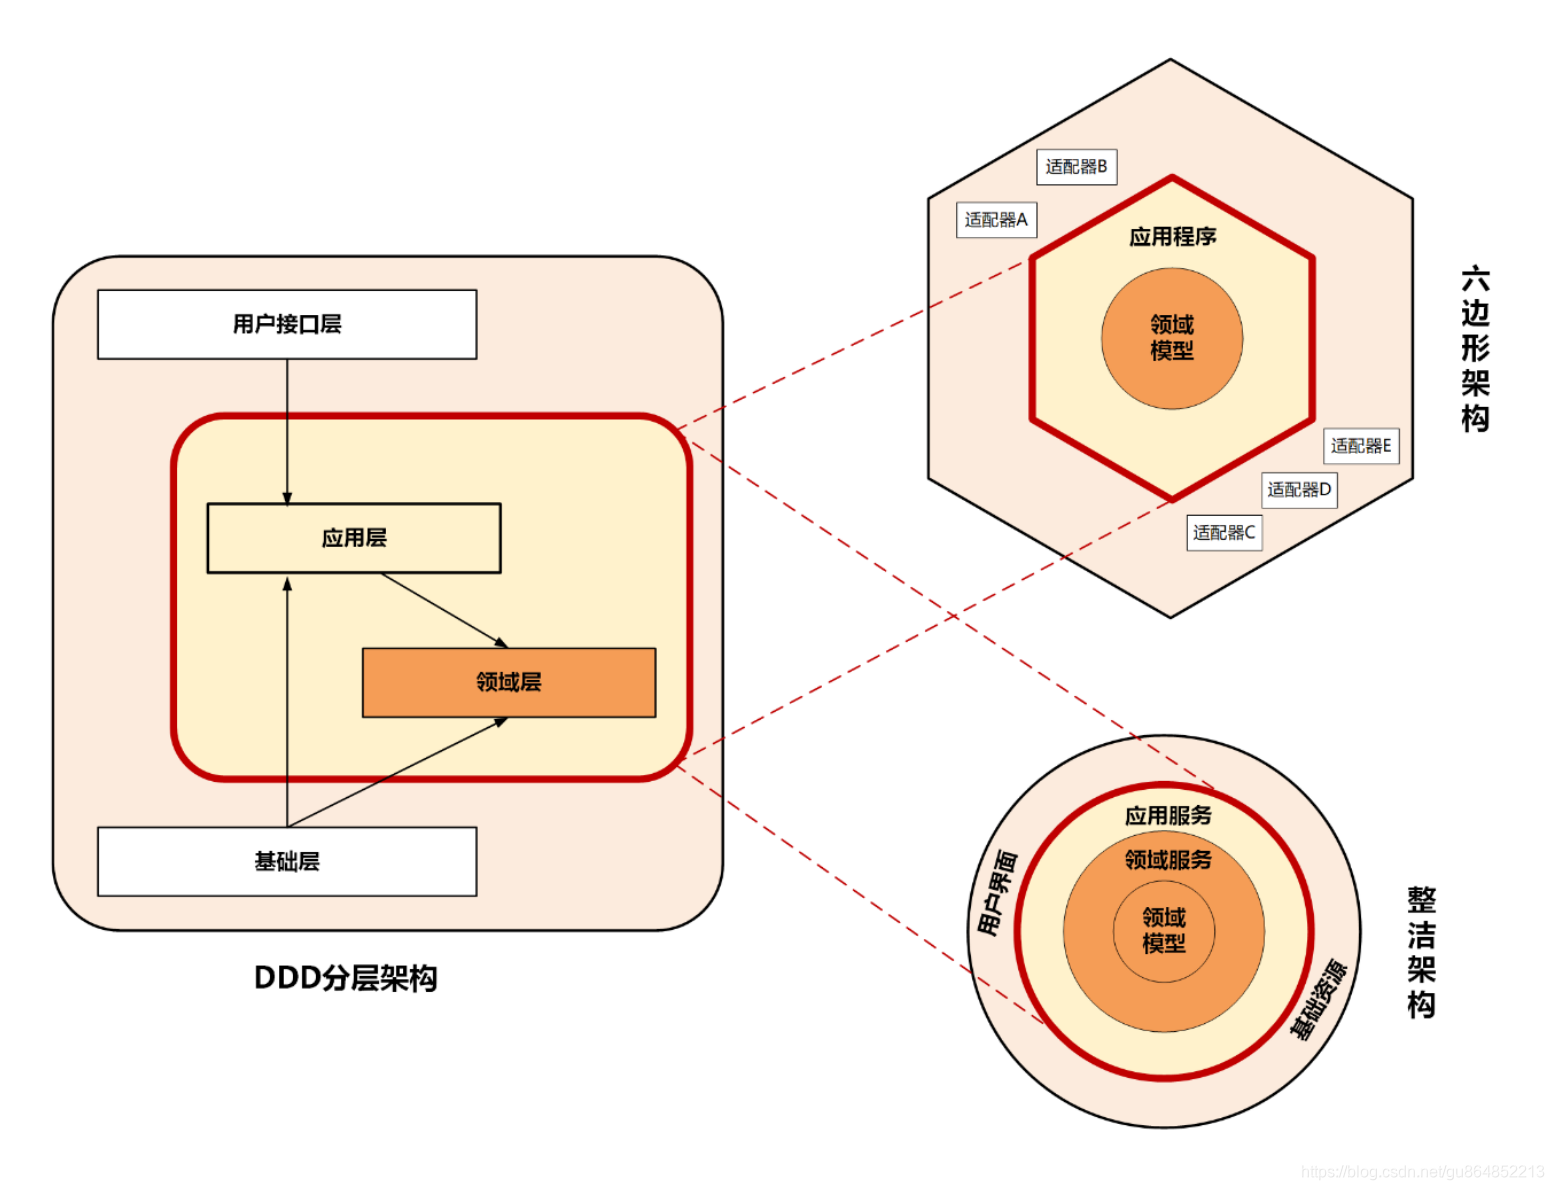 用户接口层
应用层
领域层
基础层
DDD分层架构
适配器B
适配器A
应用程序
领域
模型
适配器E
适配器D
适配器C
六边形架构
应用服务
领域服务
领域
模型
用户界面
基础资源
整洁架构
https://blog.csdn.net/gu864852213